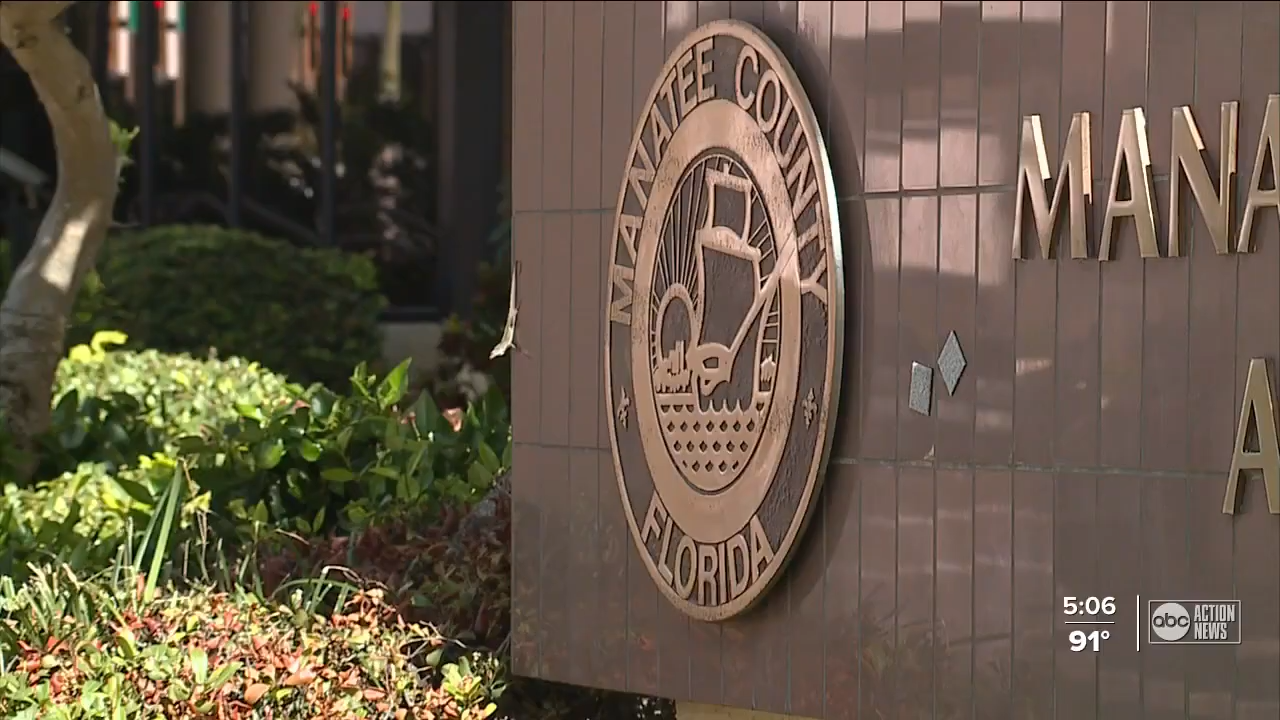 MANATEE COUNTY
FLORIDA
MANA
A
5:06
91°
abc ACTION
NEWS